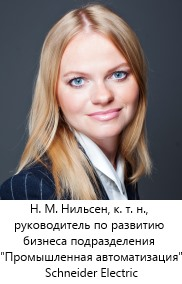 Н. М. Нильсен, к. т. н.,
руководитель по развитию
бизнеса подразделения
"Промышленная автоматизация"
Schneider Electric